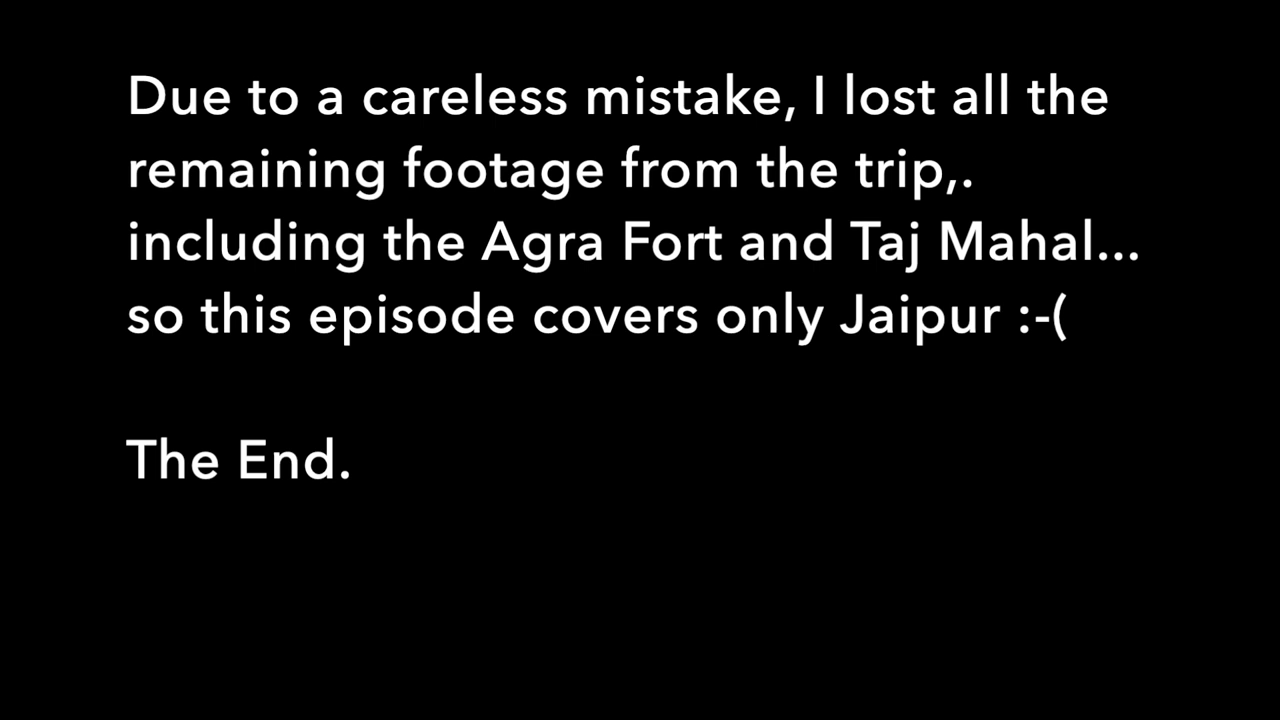 Due to a careless mistake, I lost all the
remaining footage from the trip,.
including the Agra Fort and Taj Mahal...
so this episode covers only Jaipur :-(
The End.